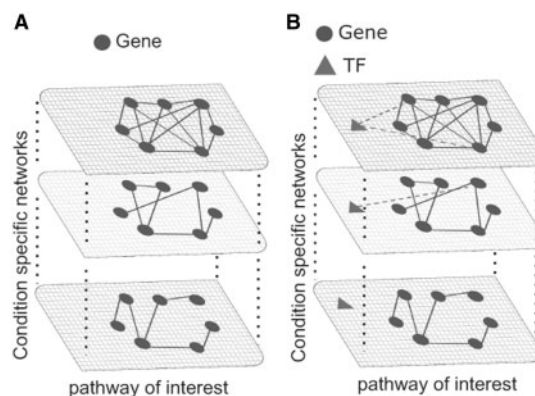 A
Gene
Condition specific networks
pathway of interest
B
Gene
TF
Condition specific networks
pathway of interest